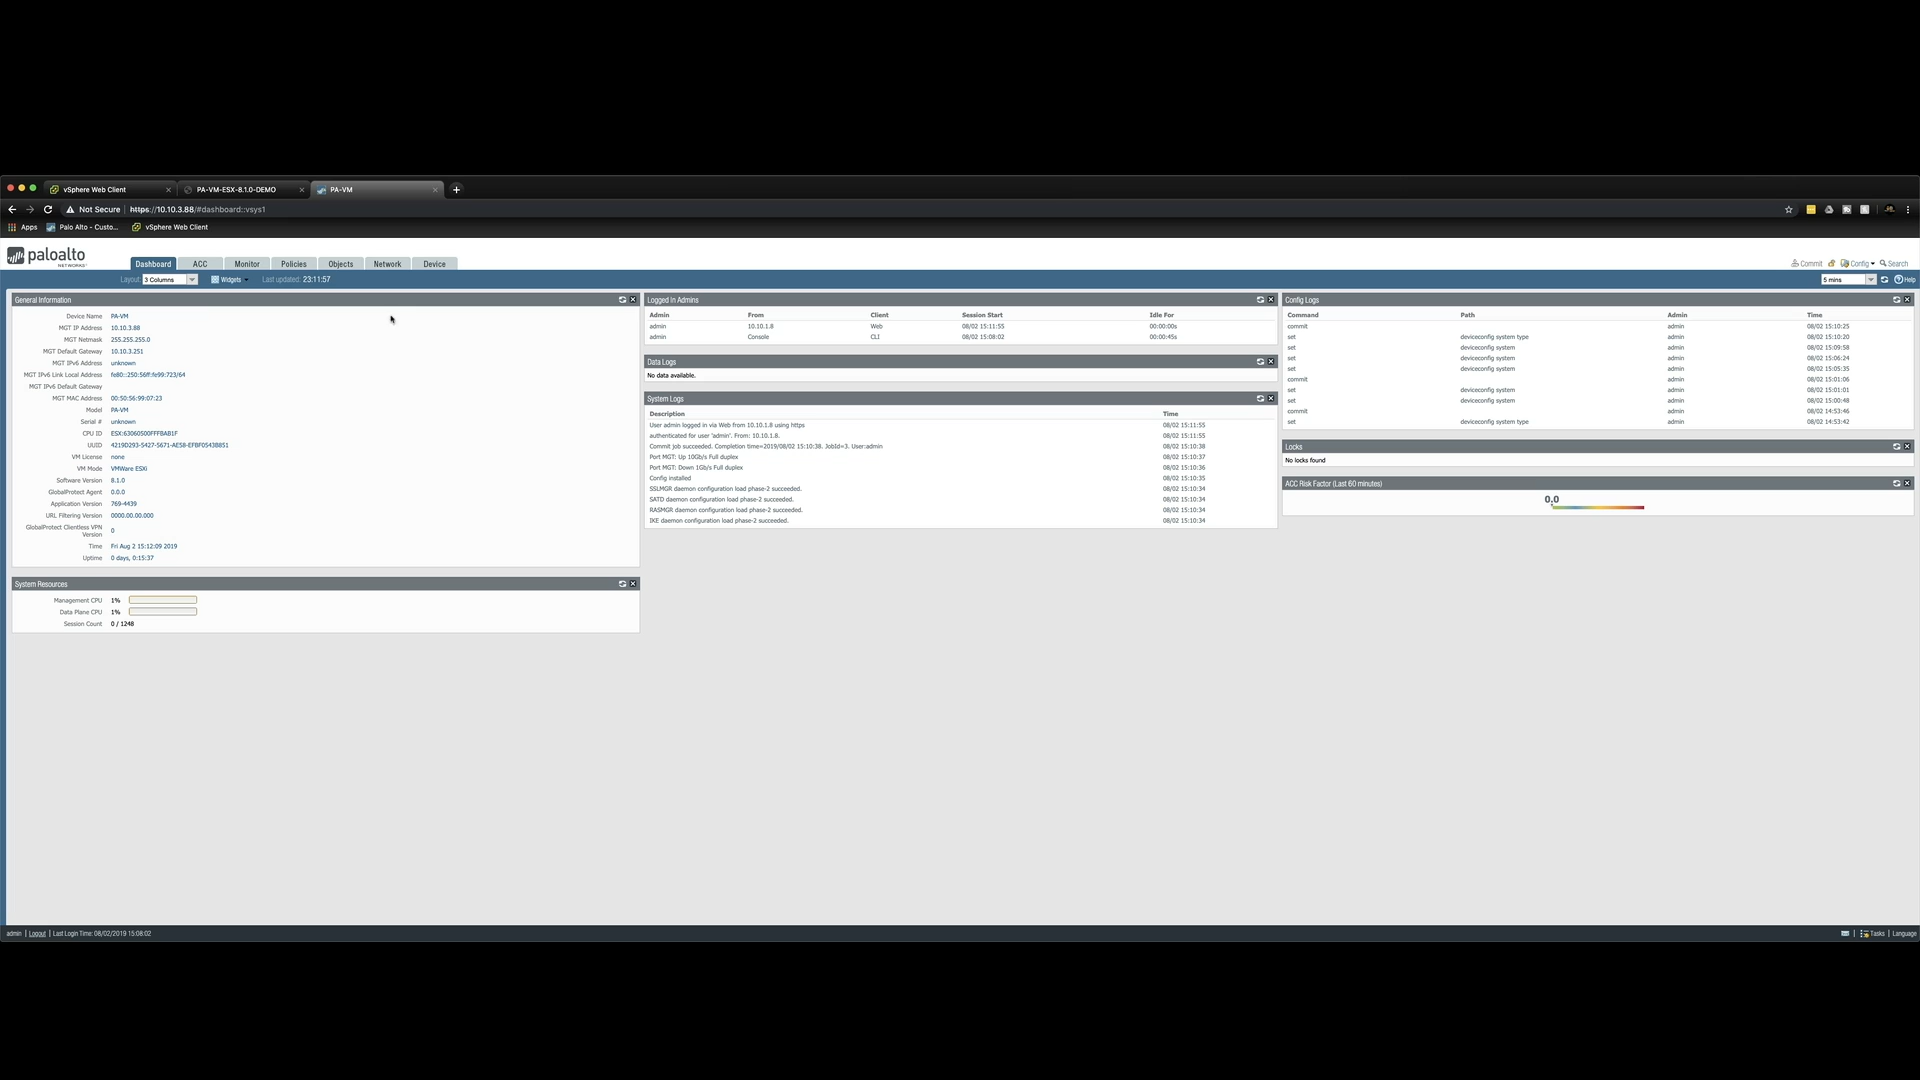 vSphere Web Client
PA-VM-ESX-8.1.0-DEMO
PA-VM
Not Secure
https://10.10.3.88/#dashboard::vsys1
Apps
Palo Alto - Custo...
vSphere Web Client
paloalto
NETWORKS
Dashboard
ACC
Monitor
Policies
Objects
Network
Device
Commit
Config
Search
Layout
3 Columns
Widgets
Last updated: 23:11:57
5 mins
Help
General Information
Device Name PA-VM
MGT IP Address 10.10.3.88
MGT Netmask 255.255.255.0
MGT Default Gateway 10.10.3.251
MGT IPv6 Address unknown
MGT IPv6 Link Local Address fe80::250:56ff:fe99:723/64
MGT IPv6 Default Gateway
MGT MAC Address 00:50:56:99:07:23
Model PA-VM
Serial # unknown
CPU ID ESX:63060500FFFBAB1F
UUID 4219D293-5427-5671-AE58-EFBF0543B851
VM License none
VM Mode VMWare ESXi
Software Version 8.1.0
GlobalProtect Agent 0.0.0
Application Version 769-4439
URL Filtering Version 0000.00.00.000
GlobalProtect Clientless VPN
Version 0
Time Fri Aug 2 15:12:09 2019
Uptime 0 days, 0:15:37
System Resources
Management CPU 1%
Data Plane CPU 1%
Session Count 0 / 1248
Logged In Admins
Admin From Client Session Start Idle For
admin 10.10.1.8 Web 08/02 15:11:55 00:00:00s
admin Console CLI 08/02 15:08:02 00:00:45s
Data Logs
No data available.
System Logs
Description Time
User admin logged in via Web from 10.10.1.8 using https 08/02 15:11:55
authenticated for user 'admin'. From: 10.10.1.8. 08/02 15:11:55
Commit job succeeded. Completion time=2019/08/02 15:10:38. JobId=3. User:admin 08/02 15:10:38
Port MGT: Up 10Gb/s Full duplex 08/02 15:10:37
Port MGT: Down 1Gb/s Full duplex 08/02 15:10:36
Config installed 08/02 15:10:35
SSLMGR daemon configuration load phase-2 succeeded. 08/02 15:10:34
SATD daemon configuration load phase-2 succeeded. 08/02 15:10:34
RASMGR daemon configuration load phase-2 succeeded. 08/02 15:10:34
IKE daemon configuration load phase-2 succeeded. 08/02 15:10:34
Config Logs
Command Path Admin Time
commit admin 08/02 15:10:25
set deviceconfig system type admin 08/02 15:10:20
set deviceconfig system admin 08/02 15:09:58
set deviceconfig system admin 08/02 15:06:24
set deviceconfig system admin 08/02 15:05:35
commit admin 08/02 15:01:06
set deviceconfig system admin 08/02 15:01:01
set deviceconfig system admin 08/02 15:00:48
commit admin 08/02 14:53:46
set deviceconfig system type admin 08/02 14:53:42
Locks
No locks found
ACC Risk Factor (Last 60 minutes)
0.0
admin | Logout | Last Login Time: 08/02/2019 15:08:02
Tasks | Language